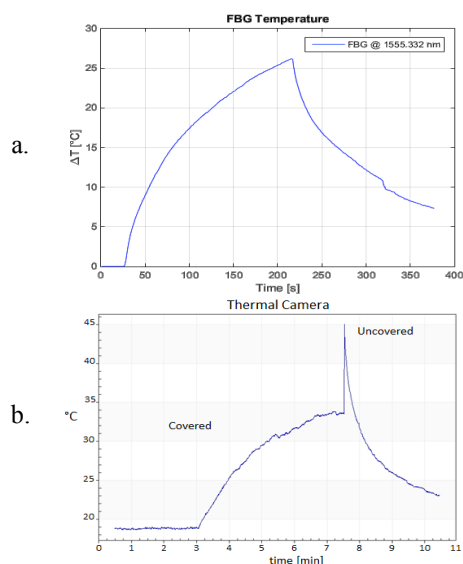 FBG Temperature
FBG @ 1555.332 nm
30
25
20
15
10
5
0
ΔT [°C]
0 50 100 150 200 250 300 350 400
Time [s]
a.
Thermal Camera
45
40
35
30
25
20
°C
Covered
Uncovered
0 1 2 3 4 5 6 7 8 9 10 11
time [min]
b.